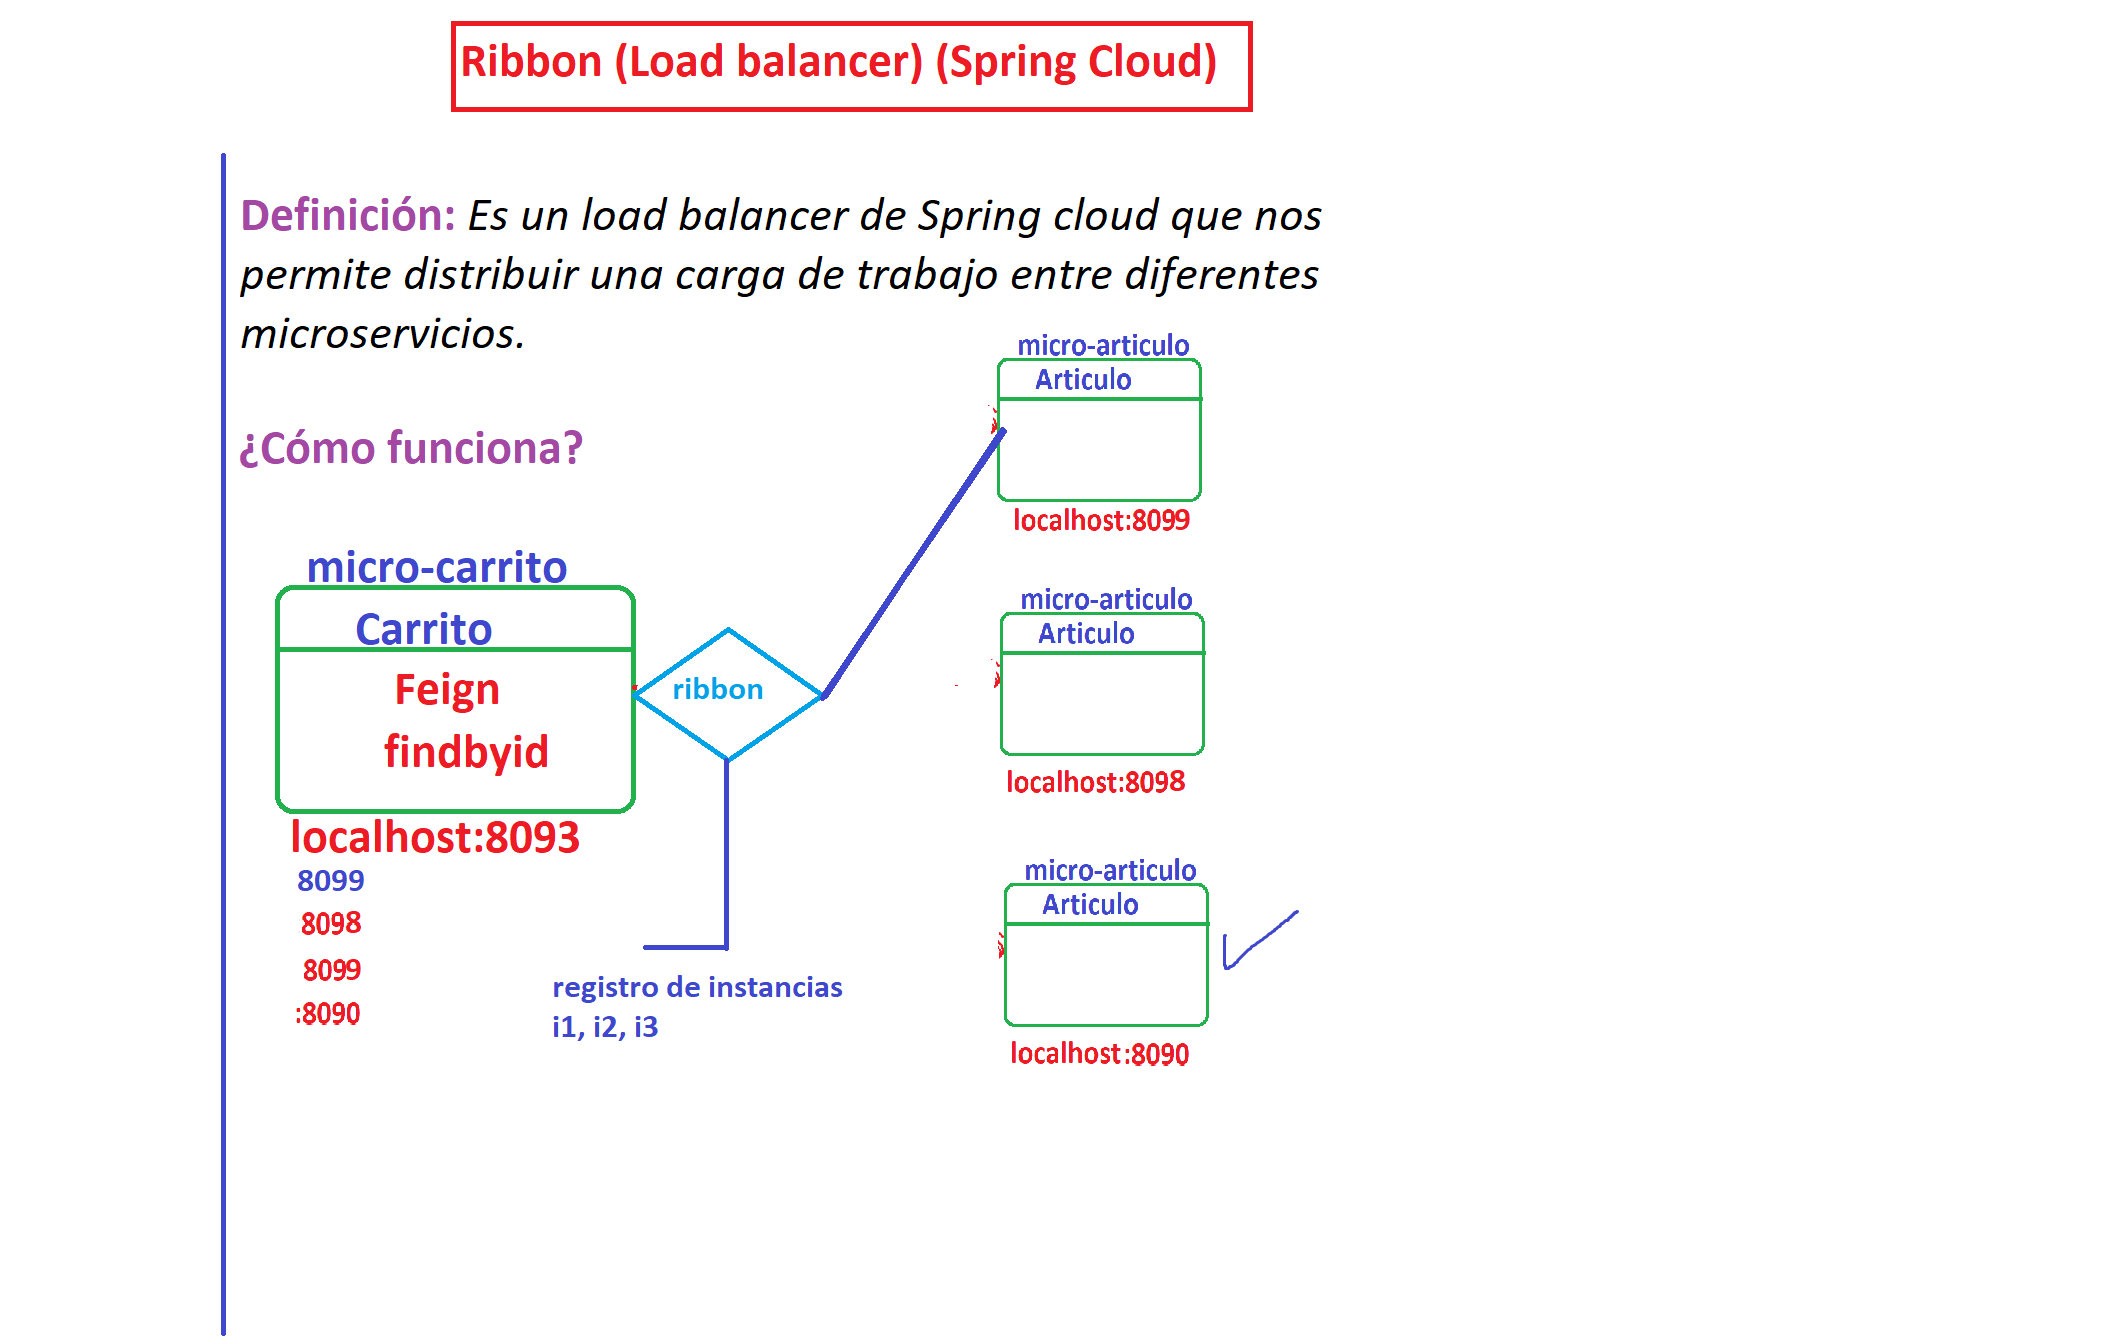 Ribbon (Load balancer) (Spring Cloud)
Definición: Es un load balancer de Spring cloud que nos
permite distribuir una carga de trabajo entre diferentes
microservicios.
¿Cómo funciona?
micro-carrito
Carrito
Feign
findbyid
localhost:8093
8099
8098
8099
:8090
ribbon
registro de instancias
i1, i2, i3
micro-articulo
Articulo
localhost:8099
micro-articulo
Articulo
localhost:8098
micro-articulo
Articulo
localhost:8090